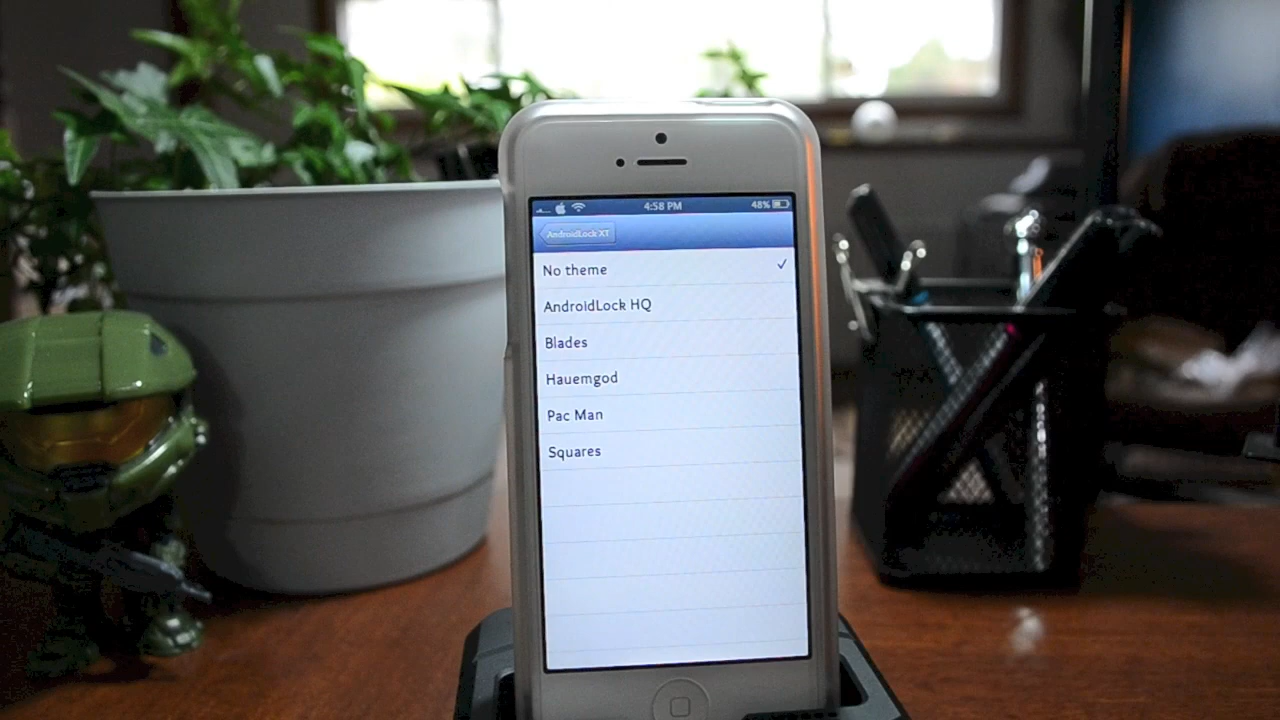 4:58 PM
48%
AndroidLock XT
No theme
AndroidLock HQ
Blades
Hauemgod
Pac Man
Squares